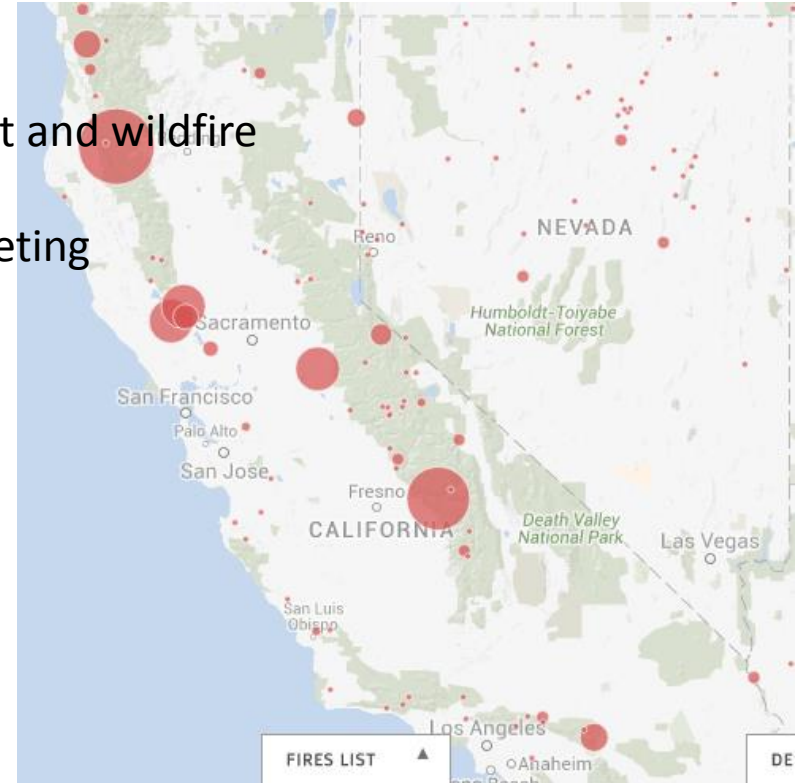 t and wildfire
eting
Reno
NEVADA
Humboldt-Toiyabe
National Forest
Sacramento
San Francisco
Palo Alto
San Jose
Fresno
CALIFORNIA
Death Valley
National Park
Las Vegas
San Luis
Obispo
Los Angeles
Anaheim
FIRES LIST ▲
DE